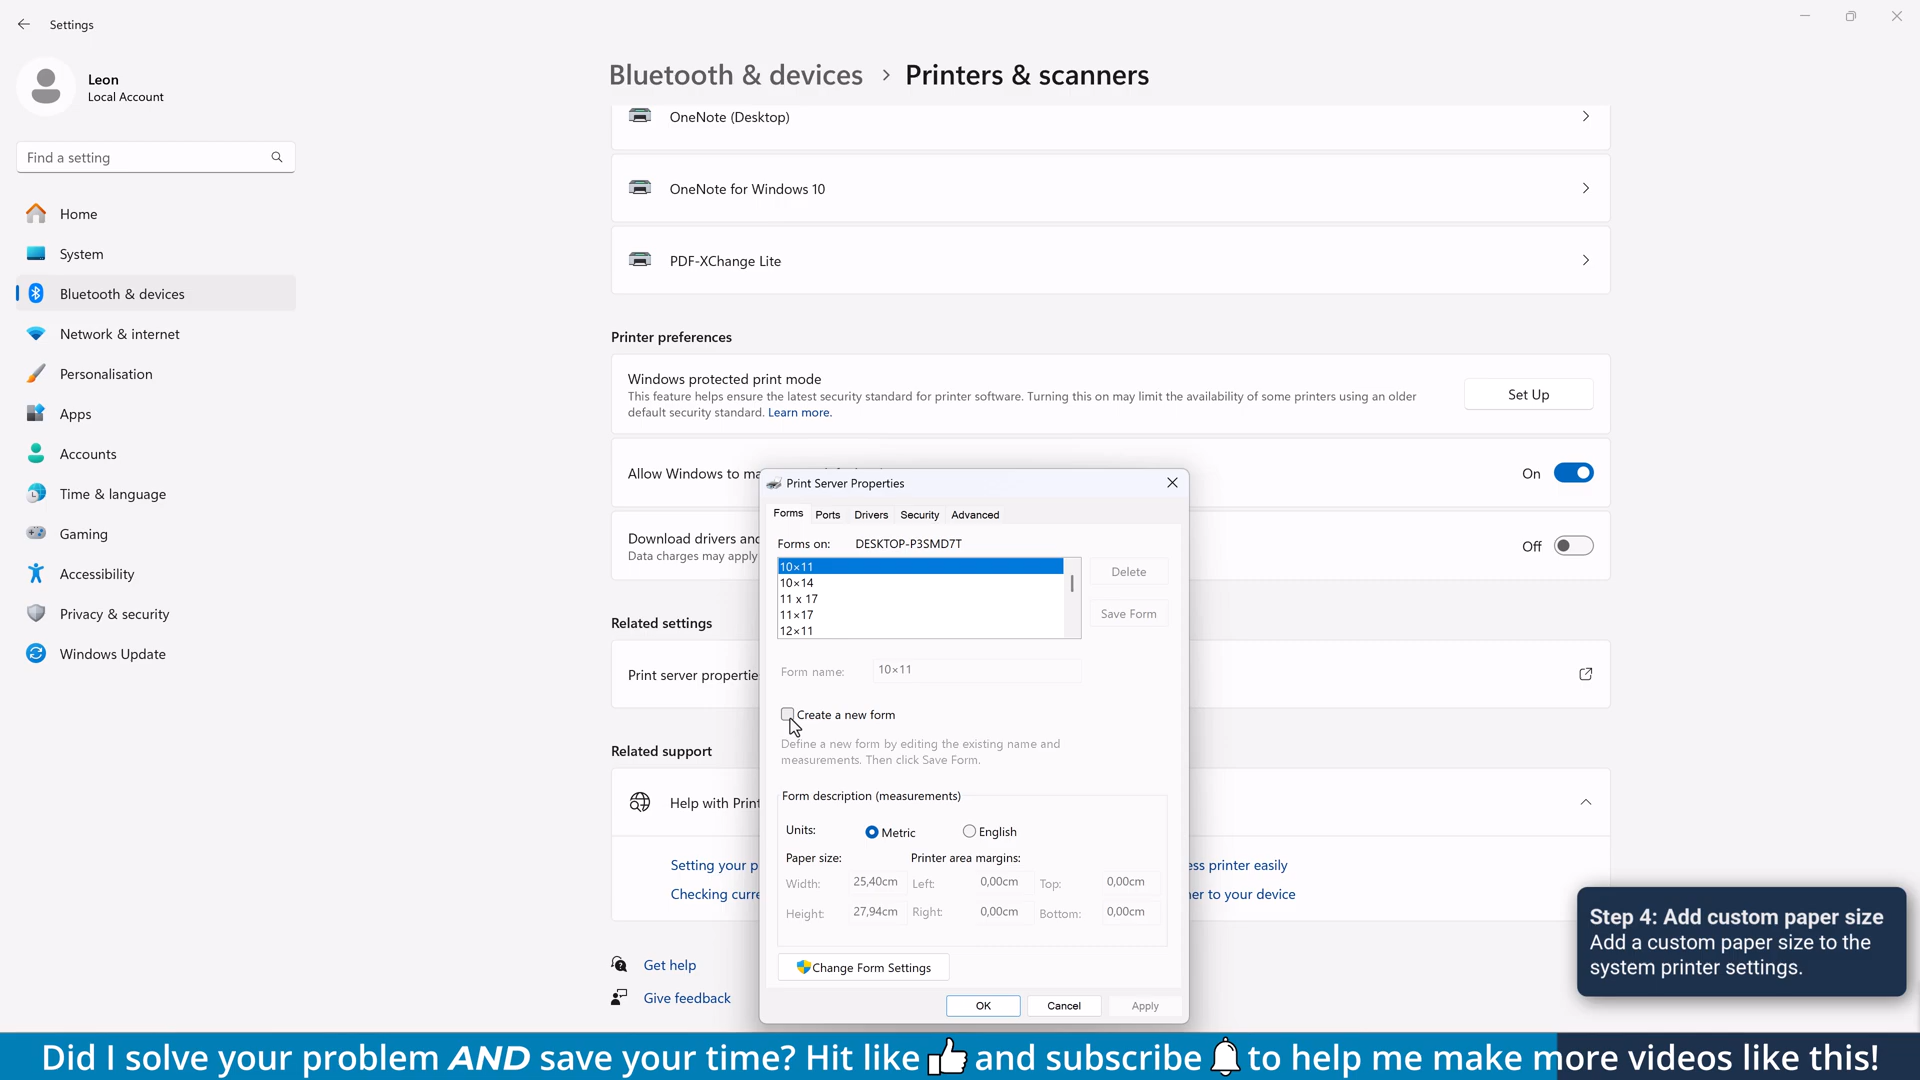 Settings
Leon
Local Account
Find a setting
Home
System
Bluetooth & devices
Network & internet
Personalisation
Apps
Accounts
Time & language
Gaming
Accessibility
Privacy & security
Windows Update
Bluetooth & devices > Printers & scanners
OneNote (Desktop)
OneNote for Windows 10
PDF-XChange Lite
Printer preferences
Windows protected print mode
This feature helps ensure the latest security standard for printer software. Turning this on may limit the availability of some printers using an older
default security standard. Learn more.
Set Up
Allow Windows to ma
On
Download drivers and
Data charges may apply
Off
Related settings
Print server propertie
Related support
Help with Print
Setting your p
ess printer easily
Checking curre
er to your device
Get help
Give feedback
Print Server Properties
Forms Ports Drivers Security Advanced
Forms on: DESKTOP-P3SMD7T
10×11
10×14
11 x 17
11×17
12×11
Delete
Save Form
Form name: 10×11
Create a new form
Define a new form by editing the existing name and
measurements. Then click Save Form.
Form description (measurements)
Units: Metric English
Paper size: Printer area margins:
Width: 25,40cm Left: 0,00cm Top: 0,00cm
Height: 27,94cm Right: 0,00cm Bottom: 0,00cm
Change Form Settings
OK Cancel Apply
Step 4: Add custom paper size
Add a custom paper size to the
system printer settings.
Did I solve your problem AND save your time? Hit like and subscribe to help me make more videos like this!